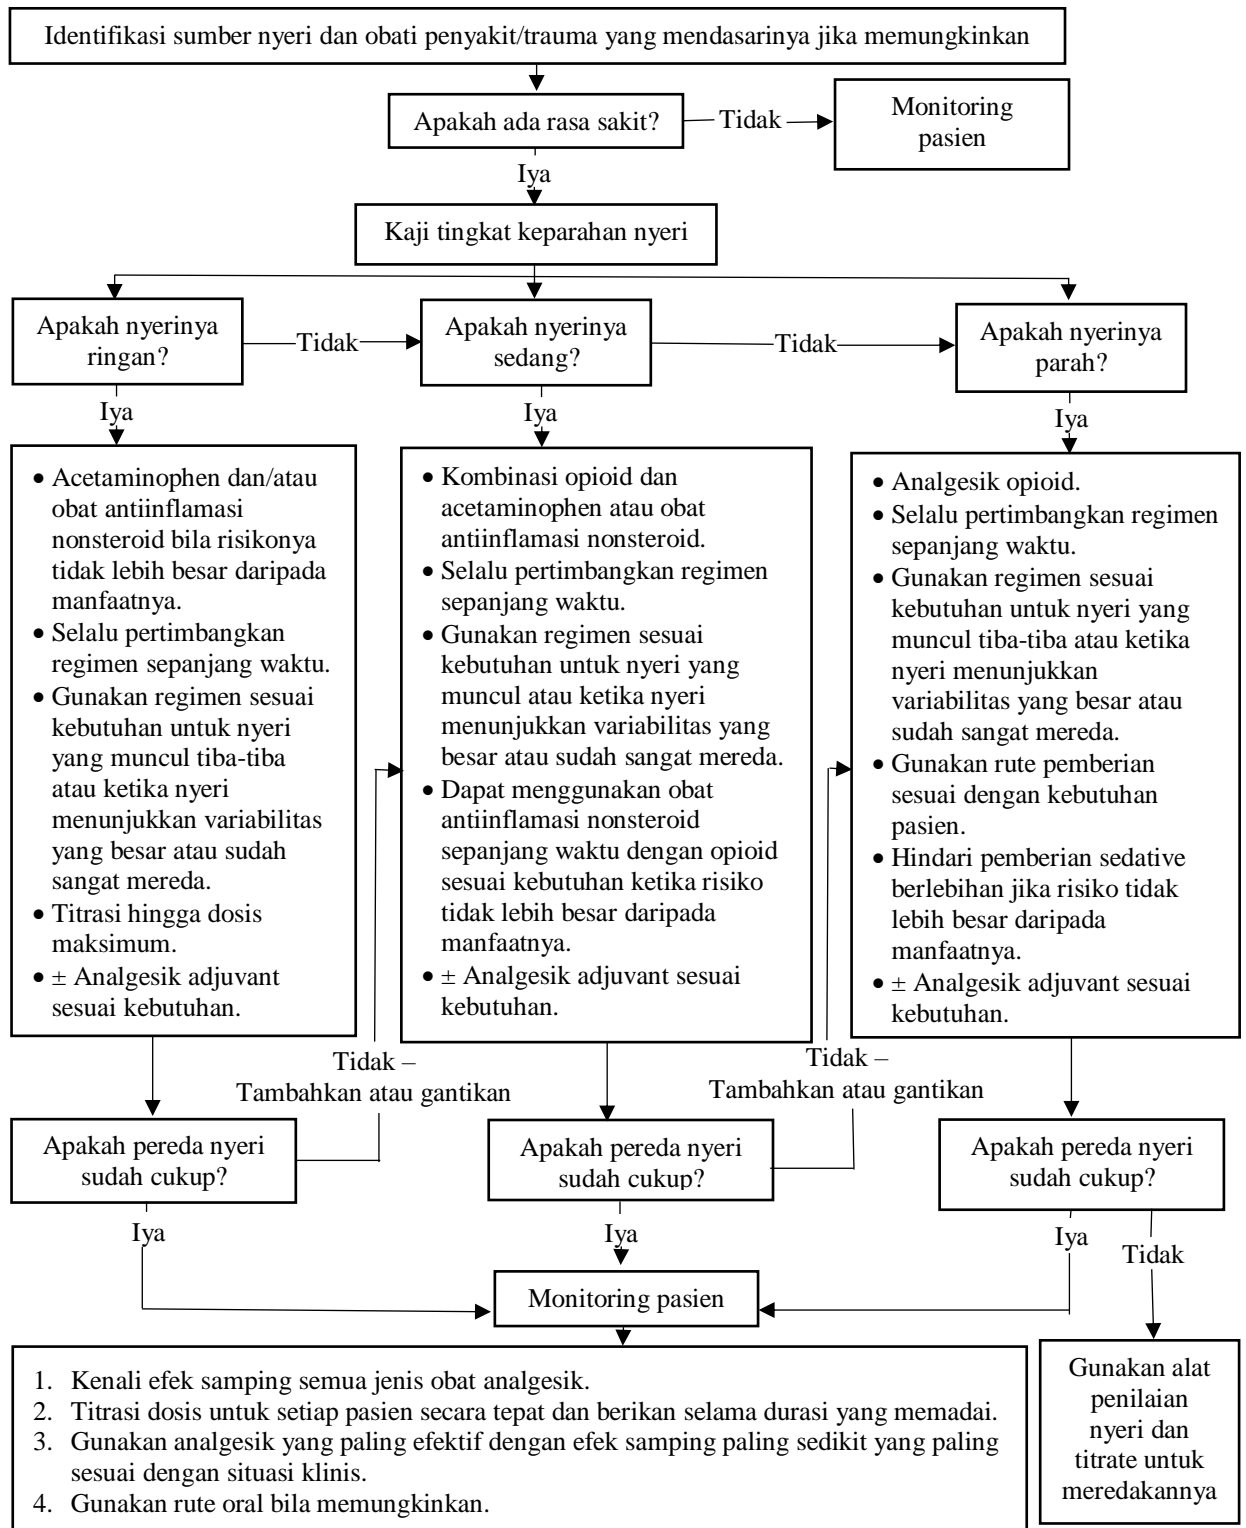 Identifikasi sumber nyeri dan obati penyakit/trauma yang mendasarinya jika memungkinkan
Apakah ada rasa sakit?
Tidak
Monitoring
pasien
Iya
Kaji tingkat keparahan nyeri
Apakah nyerinya
ringan?
Tidak
Apakah nyerinya
sedang?
Tidak
Apakah nyerinya
parah?
Iya
Iya
Iya
• Acetaminophen dan/atau
obat antiinflamasi
nonsteroid bila risikonya
tidak lebih besar daripada
manfaatnya.
• Selalu pertimbangkan
regimen sepanjang waktu.
• Gunakan regimen sesuai
kebutuhan untuk nyeri
yang muncul tiba-tiba
atau ketika nyeri
menunjukkan variabilitas
yang besar atau sudah
sangat mereda.
• Titrasi hingga dosis
maksimum.
• ± Analgesik adjuvant
sesuai kebutuhan.
• Kombinasi opioid dan
acetaminophen atau obat
antiinflamasi nonsteroid.
• Selalu pertimbangkan regimen
sepanjang waktu.
• Gunakan regimen sesuai
kebutuhan untuk nyeri yang
muncul atau ketika nyeri
menunjukkan variabilitas yang
besar atau sudah sangat mereda.
• Dapat menggunakan obat
antiinflamasi nonsteroid
sepanjang waktu dengan opioid
sesuai kebutuhan ketika risiko
tidak lebih besar daripada
manfaatnya.
• ± Analgesik adjuvant sesuai
kebutuhan.
• Analgesik opioid.
• Selalu pertimbangkan regimen
sepanjang waktu.
• Gunakan regimen sesuai
kebutuhan untuk nyeri yang
muncul tiba-tiba atau ketika
nyeri menunjukkan
variabilitas yang besar atau
sudah sangat mereda.
• Gunakan rute pemberian
sesuai dengan kebutuhan
pasien.
• Hindari pemberian sedative
berlebihan jika risiko tidak
lebih besar daripada
manfaatnya.
• ± Analgesik adjuvant sesuai
kebutuhan.
Tidak –
Tambahkan atau gantikan
Tidak –
Tambahkan atau gantikan
Apakah pereda nyeri
sudah cukup?
Apakah pereda nyeri
sudah cukup?
Apakah pereda nyeri
sudah cukup?
Iya
Iya
Iya
Tidak
Monitoring pasien
1. Kenali efek samping semua jenis obat analgesik.
2. Titrasi dosis untuk setiap pasien secara tepat dan berikan selama durasi yang memadai.
3. Gunakan analgesik yang paling efektif dengan efek samping paling sedikit yang paling
sesuai dengan situasi klinis.
4. Gunakan rute oral bila memungkinkan.
Gunakan alat
penilaian
nyeri dan
titrate untuk
meredakannya